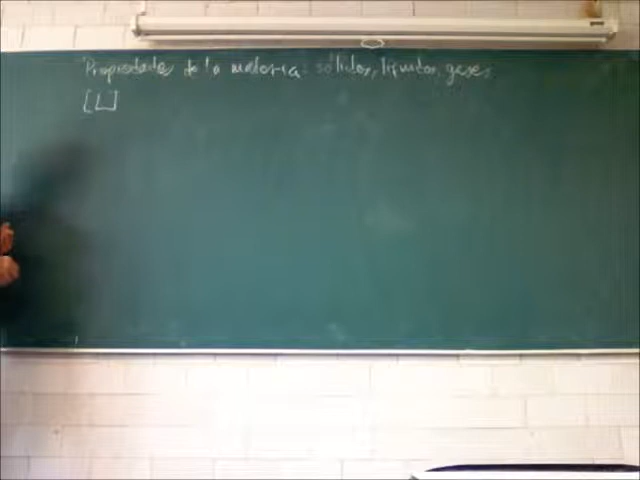 Propiedades de la materia: sólidos, líquidos, gases.
[L]